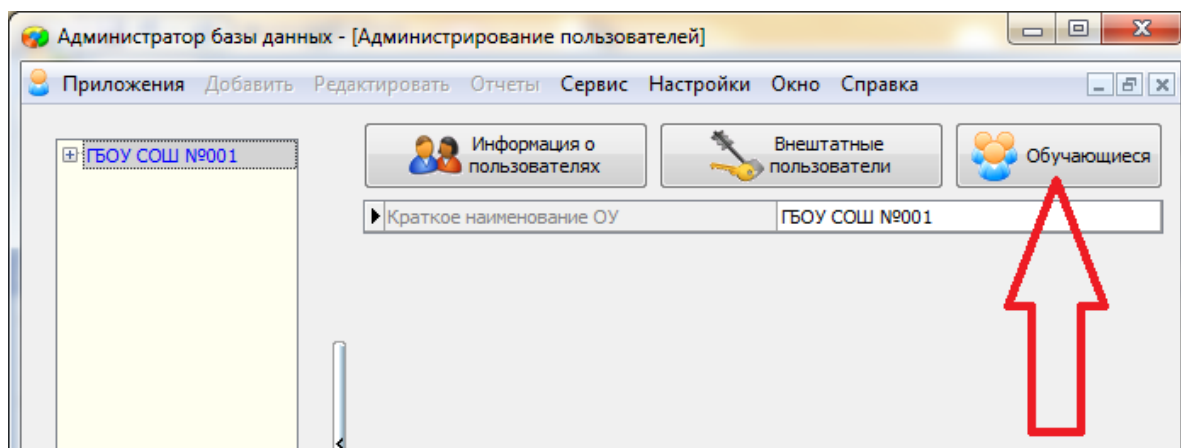 Администратор базы данных - [Администрирование пользователей]
Приложения Добавить Редактировать Отчеты Сервис Настройки Окно Справка
ГБОУ СОШ №001
Информация о
пользователях
Внештатные
пользователи
Обучающиеся
Краткое наименование ОУ
ГБОУ СОШ №001